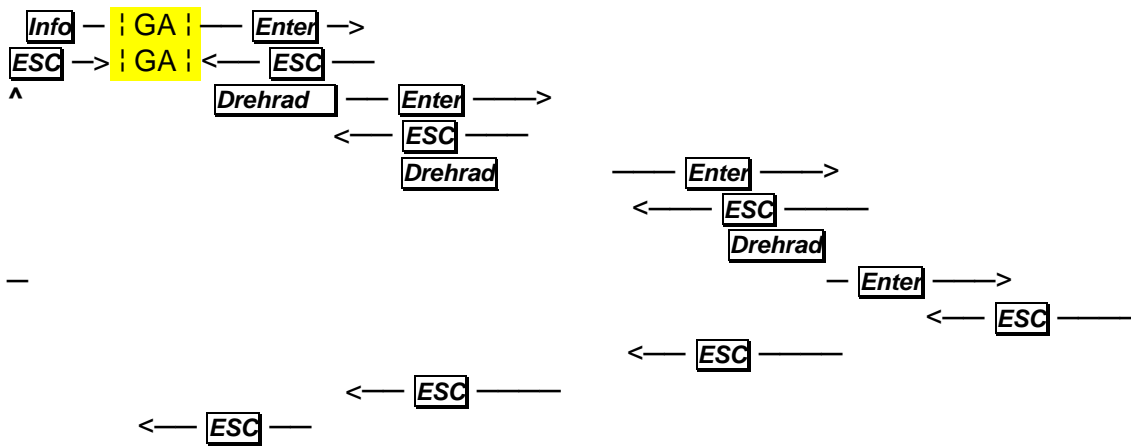 Info — ¦ GA ¦ —— Enter —>
ESC —> ¦ GA ¦ <—— ESC ——
^ Drehrad —— Enter ———>
<—— ESC ———
Drehrad ——— Enter ———>
<——— ESC ————
Drehrad
— — Enter ———>
<—— ESC ————
<—— ESC ————
<—— ESC ————
<—— ESC ——